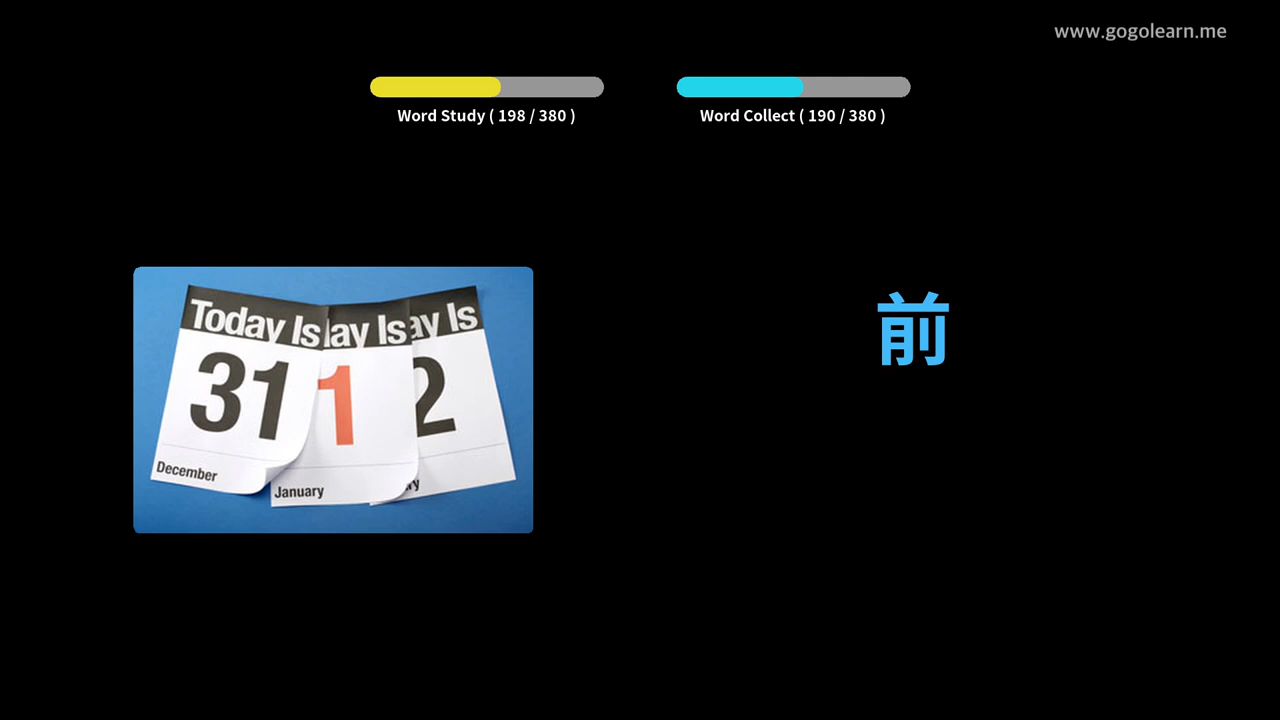 www.gogolearn.me
Word Study ( 198 / 380 )
Word Collect ( 190 / 380 )
前
Today Is
31
December
ay Is
1
January
ay Is
2
ry